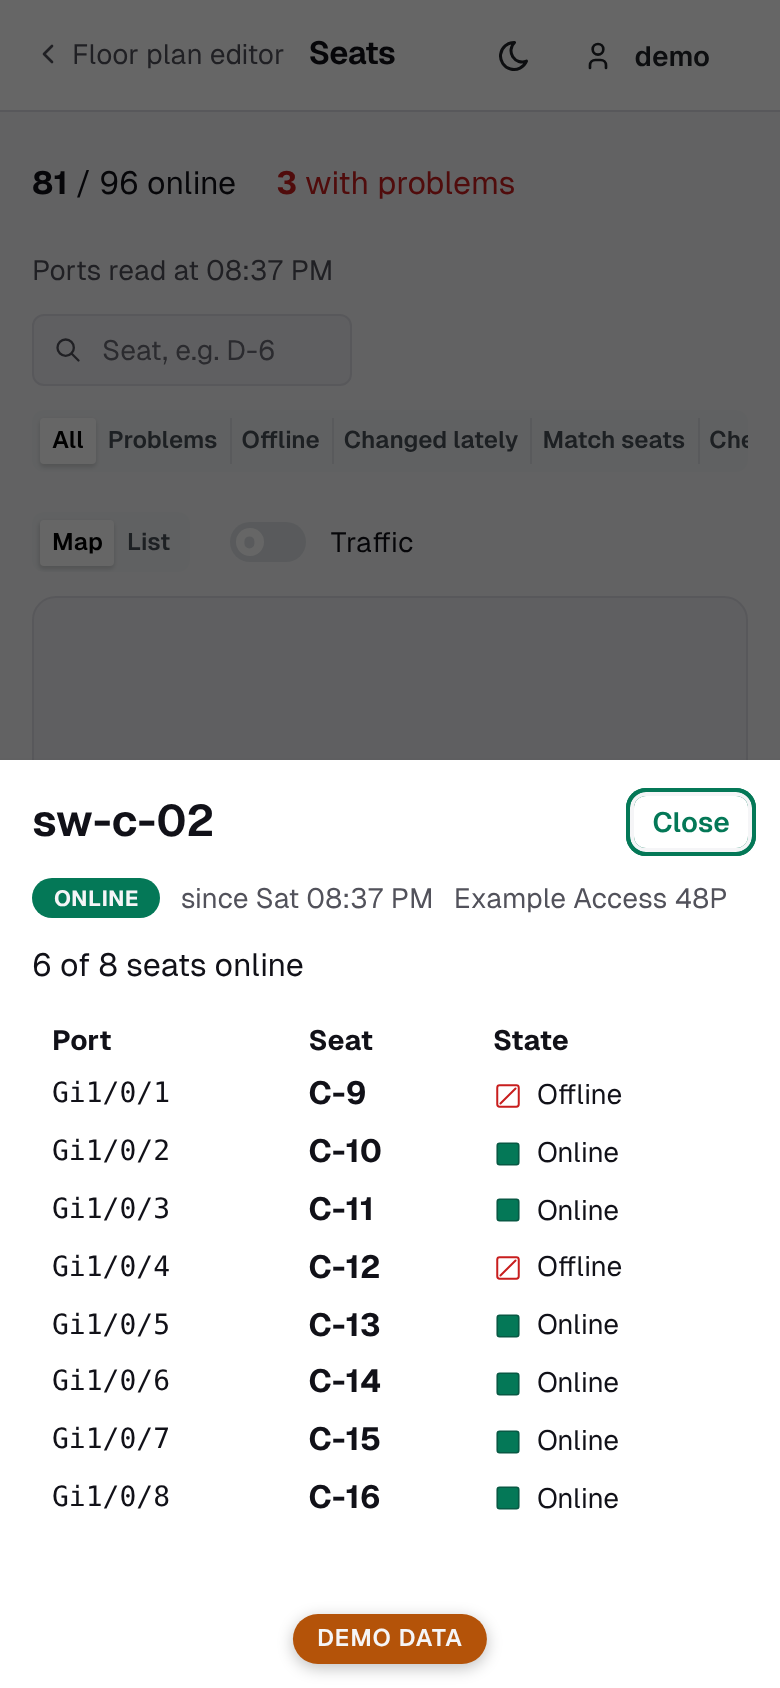 Floor plan editor Seats demo
81 / 96 online 3 with problems
Ports read at 08:37 PM
Seat, e.g. D-6
All Problems Offline Changed lately Match seats Che
Map List Traffic
sw-c-02 Close
ONLINE since Sat 08:37 PM Example Access 48P
6 of 8 seats online
Port Seat State
Gi1/0/1 C-9 Offline
Gi1/0/2 C-10 Online
Gi1/0/3 C-11 Online
Gi1/0/4 C-12 Offline
Gi1/0/5 C-13 Online
Gi1/0/6 C-14 Online
Gi1/0/7 C-15 Online
Gi1/0/8 C-16 Online
DEMO DATA